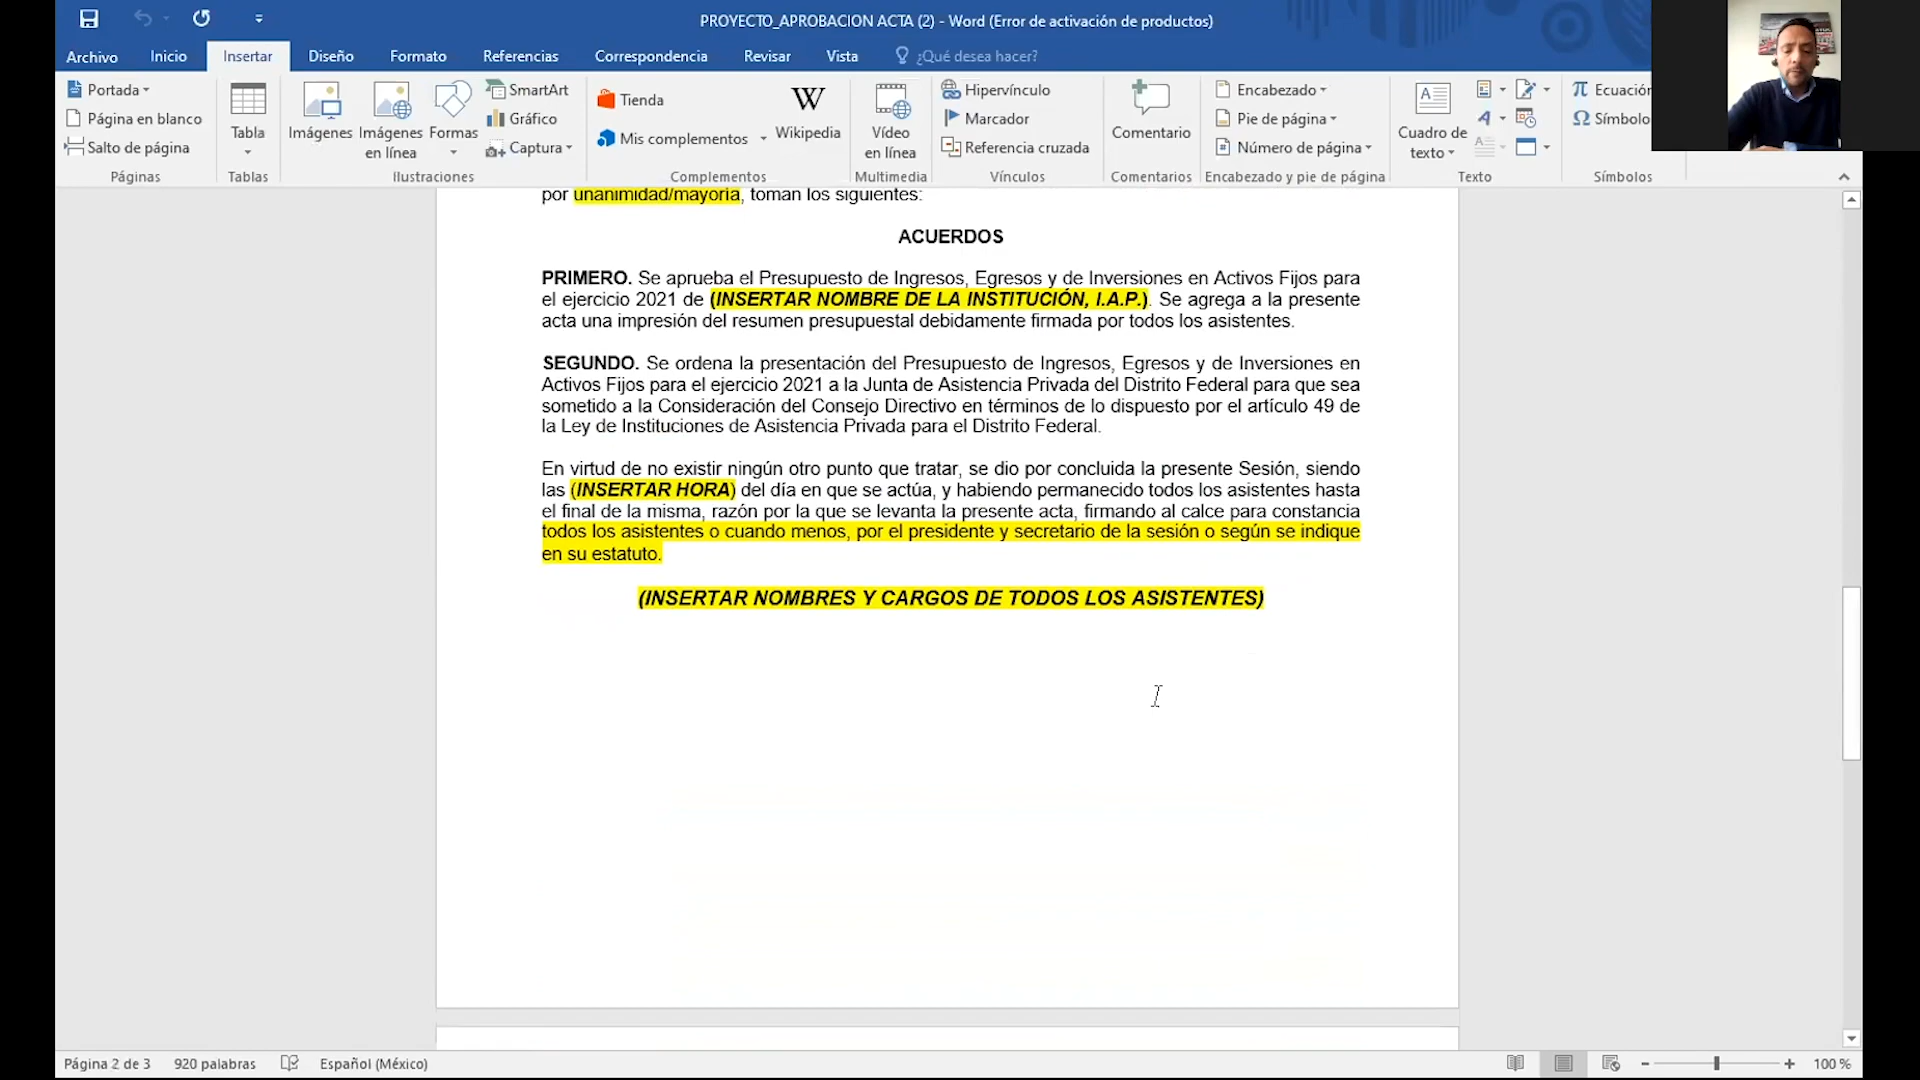 PROYECTO_APROBACION ACTA (2) - Word (Error de activación de productos)
Archivo Inicio Insertar Diseño Formato Referencias Correspondencia Revisar Vista ¿Qué desea hacer?
Portada
Página en blanco
Salto de página
Páginas
Tabla
Tablas
Imágenes
Imágenes en línea
Formas
SmartArt
Gráfico
Captura
Ilustraciones
Tienda
Mis complementos
W
Wikipedia
Complementos
Vídeo en línea
Multimedia
Hipervínculo
Marcador
Referencia cruzada
Vínculos
Comentario
Comentarios
Encabezado
Pie de página
Número de página
Encabezado y pie de página
Cuadro de texto
Texto
π Ecuación
Ω Símbolo
Símbolos
por unanimidad/mayoría, toman los siguientes:
ACUERDOS
PRIMERO. Se aprueba el Presupuesto de Ingresos, Egresos y de Inversiones en Activos Fijos para
el ejercicio 2021 de (INSERTAR NOMBRE DE LA INSTITUCIÓN, I.A.P.). Se agrega a la presente
acta una impresión del resumen presupuestal debidamente firmada por todos los asistentes.
SEGUNDO. Se ordena la presentación del Presupuesto de Ingresos, Egresos y de Inversiones en
Activos Fijos para el ejercicio 2021 a la Junta de Asistencia Privada del Distrito Federal para que sea
sometido a la Consideración del Consejo Directivo en términos de lo dispuesto por el artículo 49 de
la Ley de Instituciones de Asistencia Privada para el Distrito Federal.
En virtud de no existir ningún otro punto que tratar, se dio por concluida la presente Sesión, siendo
las (INSERTAR HORA) del día en que se actúa, y habiendo permanecido todos los asistentes hasta
el final de la misma, razón por la que se levanta la presente acta, firmando al calce para constancia
todos los asistentes o cuando menos, por el presidente y secretario de la sesión o según se indique
en su estatuto.
(INSERTAR NOMBRES Y CARGOS DE TODOS LOS ASISTENTES)
Página 2 de 3 920 palabras Español (México) 100 %